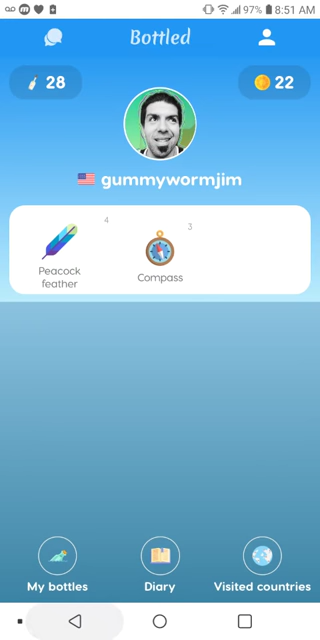 97% 8:51 AM
Bottled
28
22
gummywormjim
4
3
Peacock
feather
Compass
My bottles
Diary
Visited countries